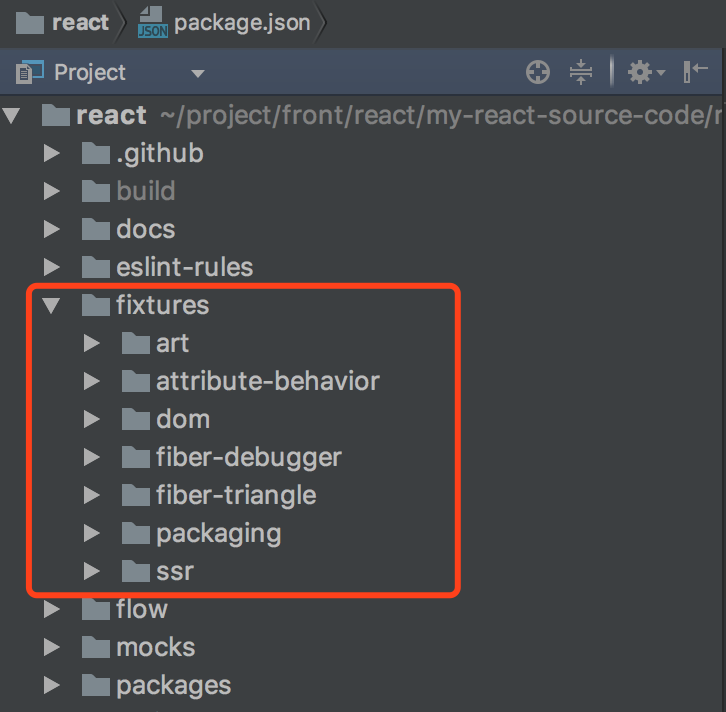 react package.json
JSON
Project
react ~/project/front/react/my-react-source-code/
.github
build
docs
eslint-rules
fixtures
art
attribute-behavior
dom
fiber-debugger
fiber-triangle
packaging
ssr
flow
mocks
packages